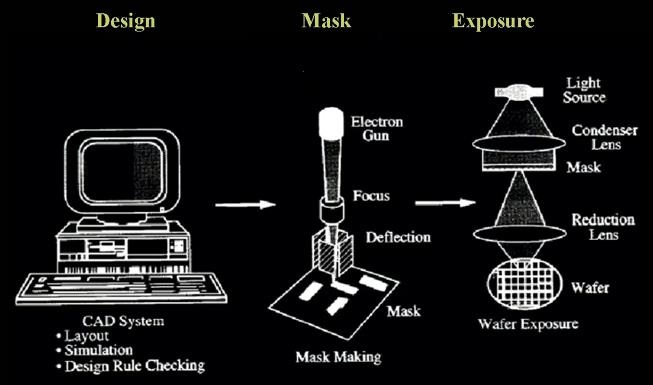 Design
Mask
Exposure
Light
Source
Condenser
Lens
Mask
Reduction
Lens
Wafer
Wafer Exposure
Electron
Gun
Focus
Deflection
Mask
Mask Making
CAD System
• Layout
• Simulation
• Design Rule Checking